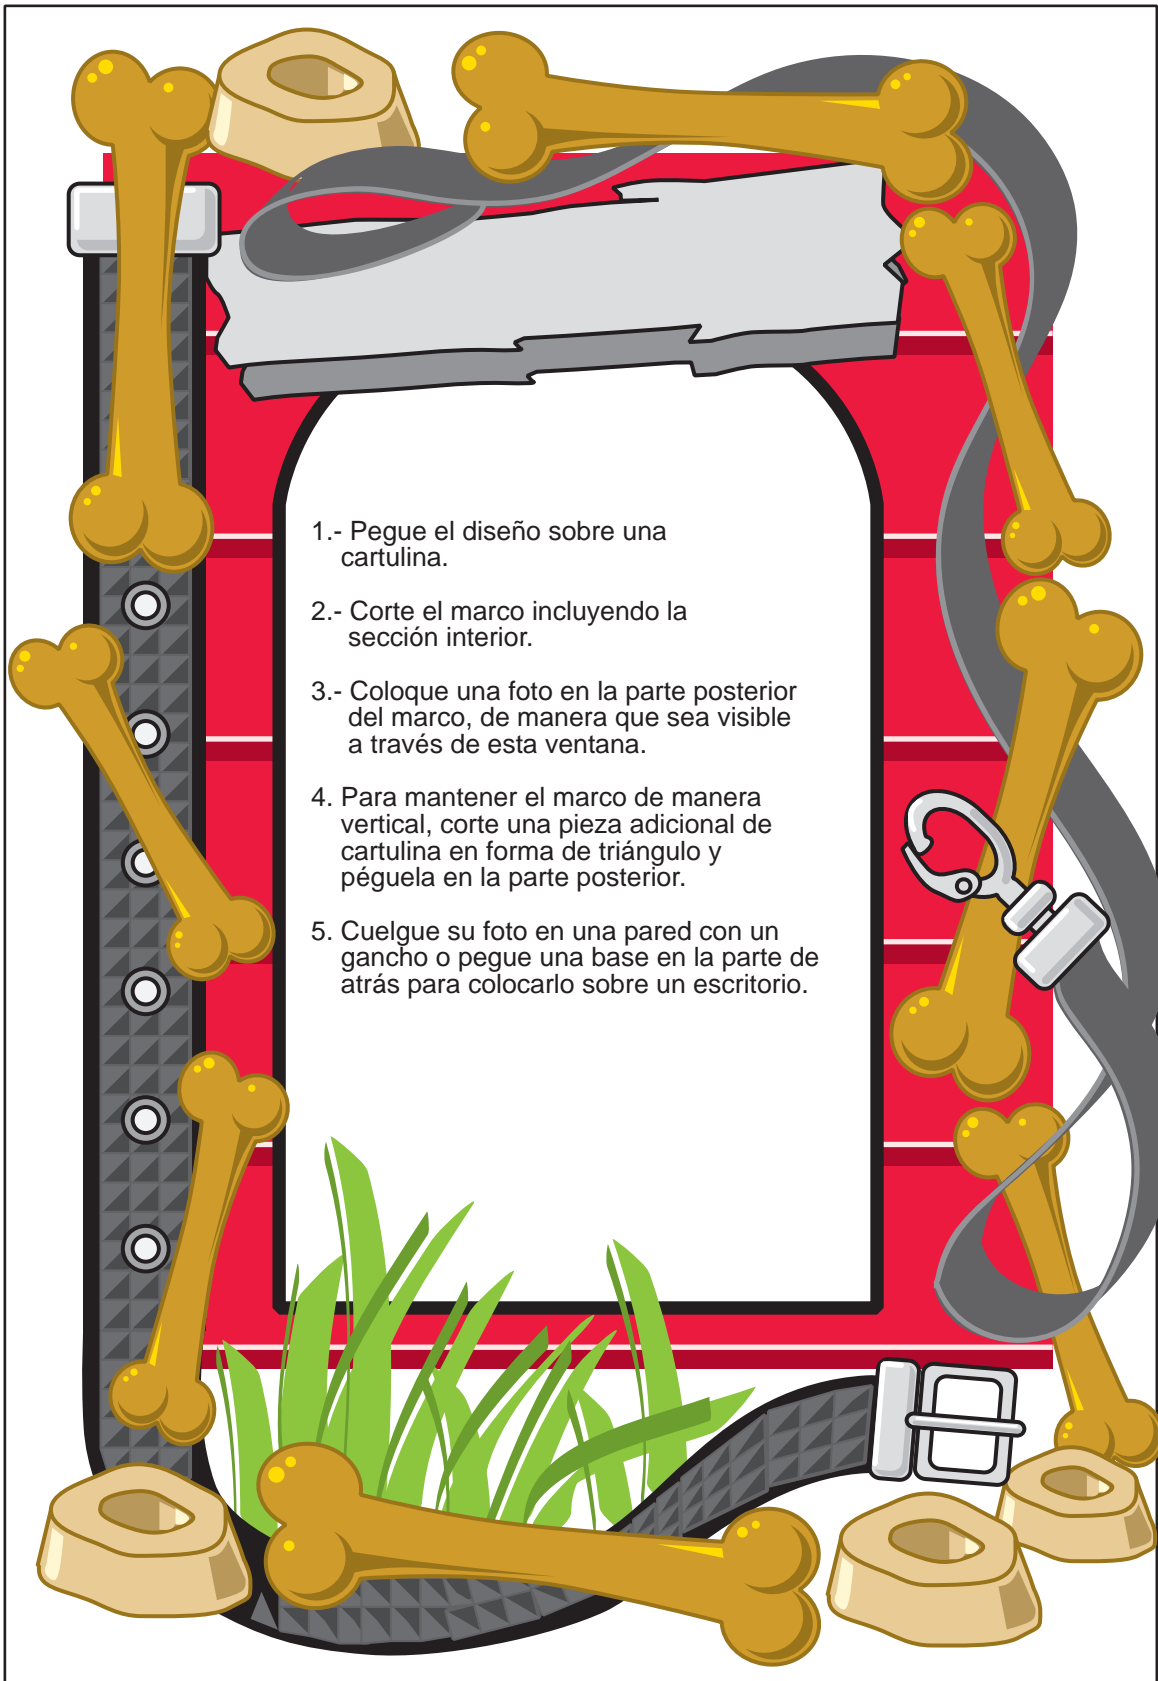 1.- Pegue el diseño sobre una
cartulina.
2.- Corte el marco incluyendo la
sección interior.
3.- Coloque una foto en la parte posterior
del marco, de manera que sea visible
a través de esta ventana.
4. Para mantener el marco de manera
vertical, corte una pieza adicional de
cartulina en forma de triángulo y
péguela en la parte posterior.
5. Cuelgue su foto en una pared con un
gancho o pegue una base en la parte de
atrás para colocarlo sobre un escritorio.